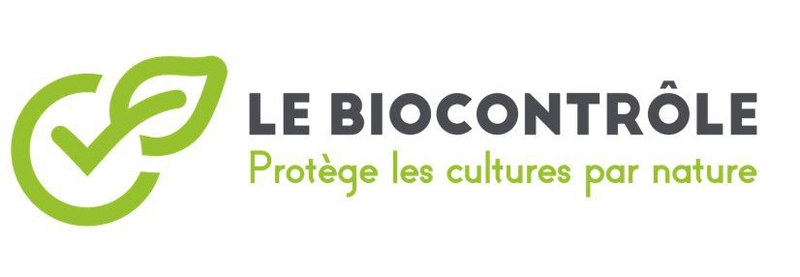 LE BIOCONTRÔLE
Protège les cultures par nature